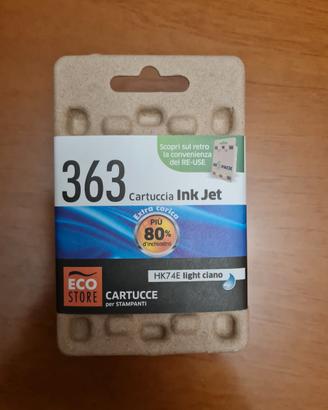 Scopri sul retro
la convenienza
del RE-USE
363 Cartuccia Ink Jet
Extra carica
PIÙ
80%
d'inchiostro
HK74E light ciano
ECO
STORE
CARTUCCE
per STAMPANTI